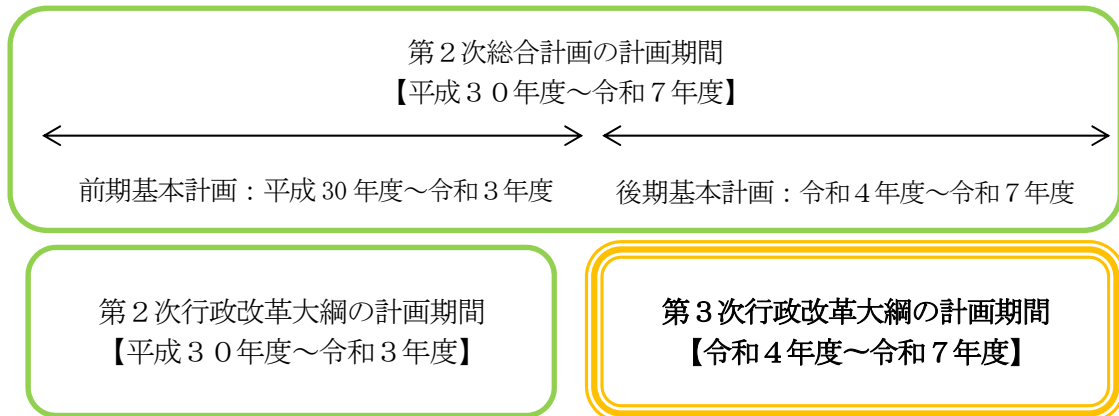 第２次総合計画の計画期間
【平成３０年度～令和７年度】
前期基本計画：平成 30 年度～令和３年度
後期基本計画：令和４年度～令和７年度
第２次行政改革大綱の計画期間
【平成３０年度～令和３年度】
第３次行政改革大綱の計画期間
【令和４年度～令和７年度】